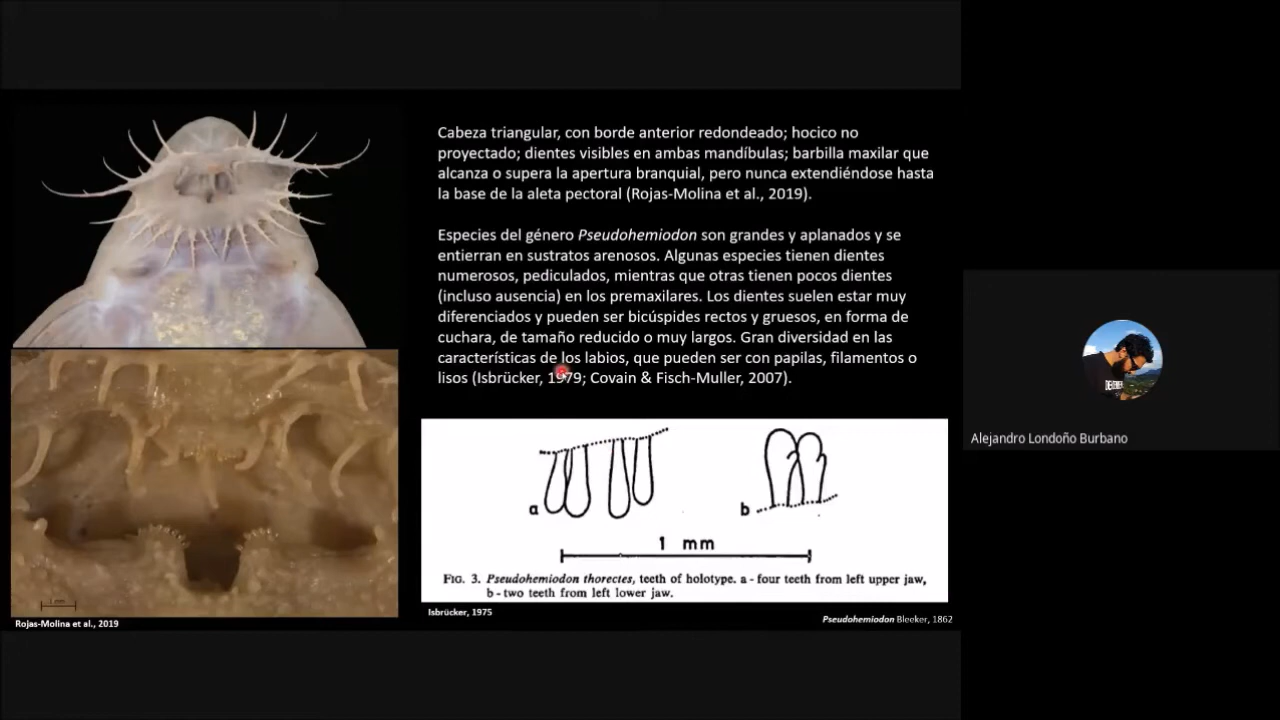 Cabeza triangular, con borde anterior redondeado; hocico no
proyectado; dientes visibles en ambas mandíbulas; barbilla maxilar que
alcanza o supera la apertura branquial, pero nunca extendiéndose hasta
la base de la aleta pectoral (Rojas-Molina et al., 2019).
Especies del género Pseudohemiodon son grandes y aplanados y se
entierran en sustratos arenosos. Algunas especies tienen dientes
numerosos, pediculados, mientras que otras tienen pocos dientes
(incluso ausencia) en los premaxilares. Los dientes suelen estar muy
diferenciados y pueden ser bicúspides rectos y gruesos, en forma de
cuchara, de tamaño reducido o muy largos. Gran diversidad en las
características de los labios, que pueden ser con papilas, filamentos o
lisos (Isbrücker, 1979; Covain & Fisch-Muller, 2007).
a
b
1 mm
FIG. 3. Pseudohemiodon thorectes, teeth of holotype. a - four teeth from left upper jaw,
b - two teeth from left lower jaw.
Isbrücker, 1975
Pseudohemiodon Bleeker, 1862
1 mm
Rojas-Molina et al., 2019
Alejandro Londoño Burbano